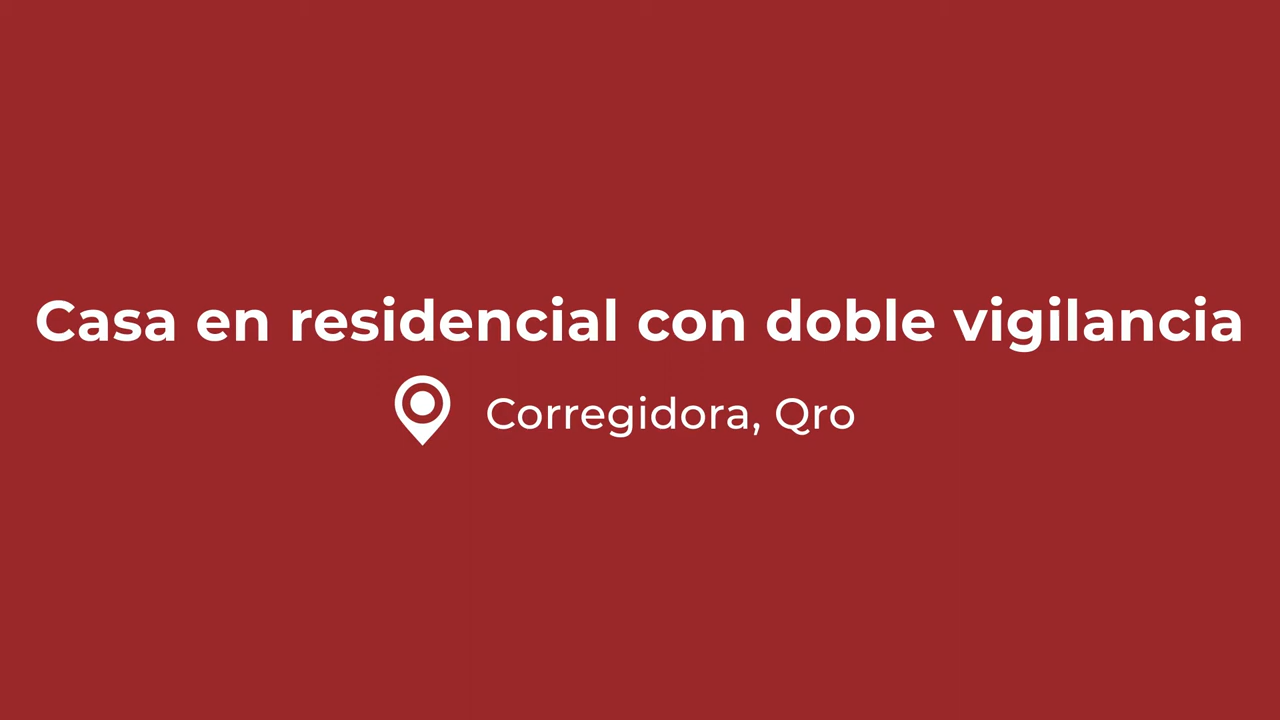 Casa en residencial con doble vigilancia
Corregidora, Qro